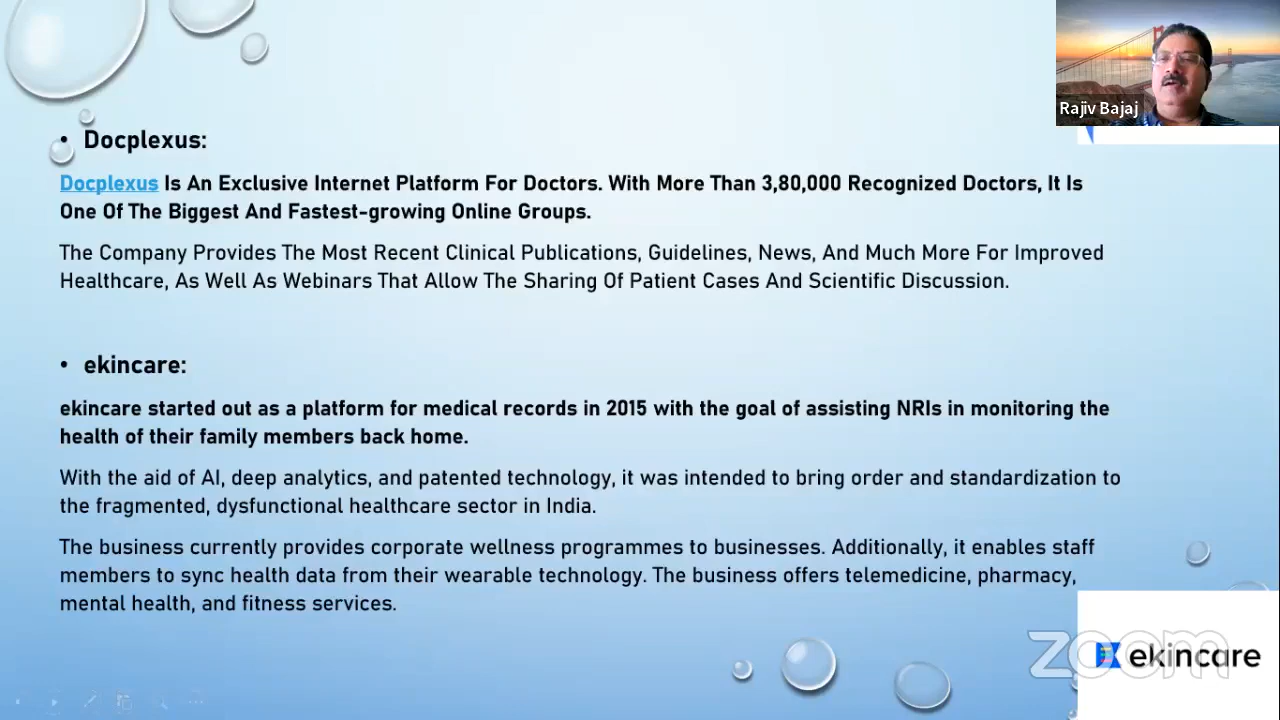 Rajiv Bajaj
• Docplexus:
Docplexus Is An Exclusive Internet Platform For Doctors. With More Than 3,80,000 Recognized Doctors, It Is
One Of The Biggest And Fastest-growing Online Groups.
The Company Provides The Most Recent Clinical Publications, Guidelines, News, And Much More For Improved
Healthcare, As Well As Webinars That Allow The Sharing Of Patient Cases And Scientific Discussion.
• ekincare:
ekincare started out as a platform for medical records in 2015 with the goal of assisting NRIs in monitoring the
health of their family members back home.
With the aid of AI, deep analytics, and patented technology, it was intended to bring order and standardization to
the fragmented, dysfunctional healthcare sector in India.
The business currently provides corporate wellness programmes to businesses. Additionally, it enables staff
members to sync health data from their wearable technology. The business offers telemedicine, pharmacy,
mental health, and fitness services.
zoom
ekincare